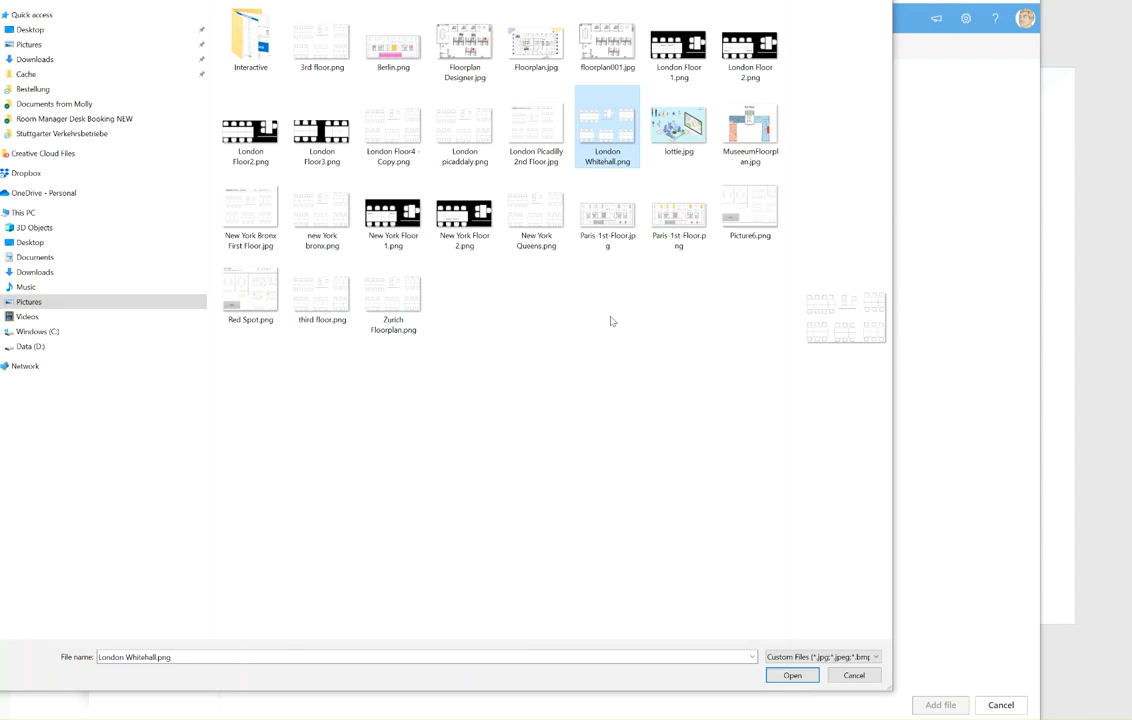 Quick access
Desktop
Pictures
Downloads
Cache
Bestellung
Documents from Molly
Room Manager Desk Booking NEW
Stuttgarter Verkehrsbetriebe
Creative Cloud Files
Dropbox
OneDrive - Personal
This PC
3D Objects
Desktop
Documents
Downloads
Music
Pictures
Videos
Windows (C:)
Data (D:)
Network
Interactive
3rd floor.png
Berlin.png
Floorplan
Designer.jpg
Floorplan.jpg
floorplan001.jpg
London Floor
1.png
London Floor
2.png
London
Floor2.png
London
Floor3.png
London Floor4 -
Copy.png
London
picaddaly.png
London Picadilly
2nd Floor.jpg
London
Whitehall.png
lottie.jpg
MuseeumFloorpl
an.jpg
New York Bronx
First Floor.jpg
new York
bronx.png
New York Floor
1.png
New York Floor
2.png
New York
Queens.png
Paris-1st-Floor.jp
g
Paris-1st-Floor.p
ng
Picture6.png
Red Spot.png
third floor.png
Zurich
Floorplan.png
File name:
London Whitehall.png
Custom Files (*.jpg;*.jpeg;*.bmp
Open
Cancel
Add file
Cancel